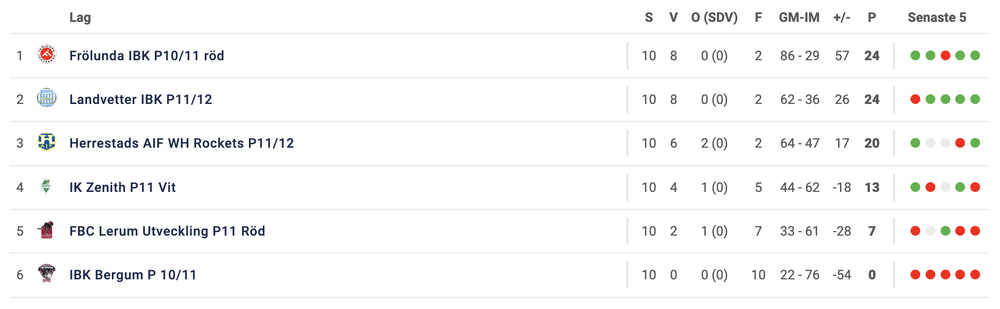 Lag S V O (SDV) F GM-IM +/- P Senaste 5
1 Frölunda IBK P10/11 röd 10 8 0 (0) 2 86 - 29 57 24
2 WINGS Landvetter IBK P11/12 10 8 0 (0) 2 62 - 36 26 24
3 H AIF Herrestads AIF WH Rockets P11/12 10 6 2 (0) 2 64 - 47 17 20
4 ZENITH IK Zenith P11 Vit 10 4 1 (0) 5 44 - 62 -18 13
5 FBC Lerum Utveckling P11 Röd 10 2 1 (0) 7 33 - 61 -28 7
6 IBK Bergum P 10/11 10 0 0 (0) 10 22 - 76 -54 0